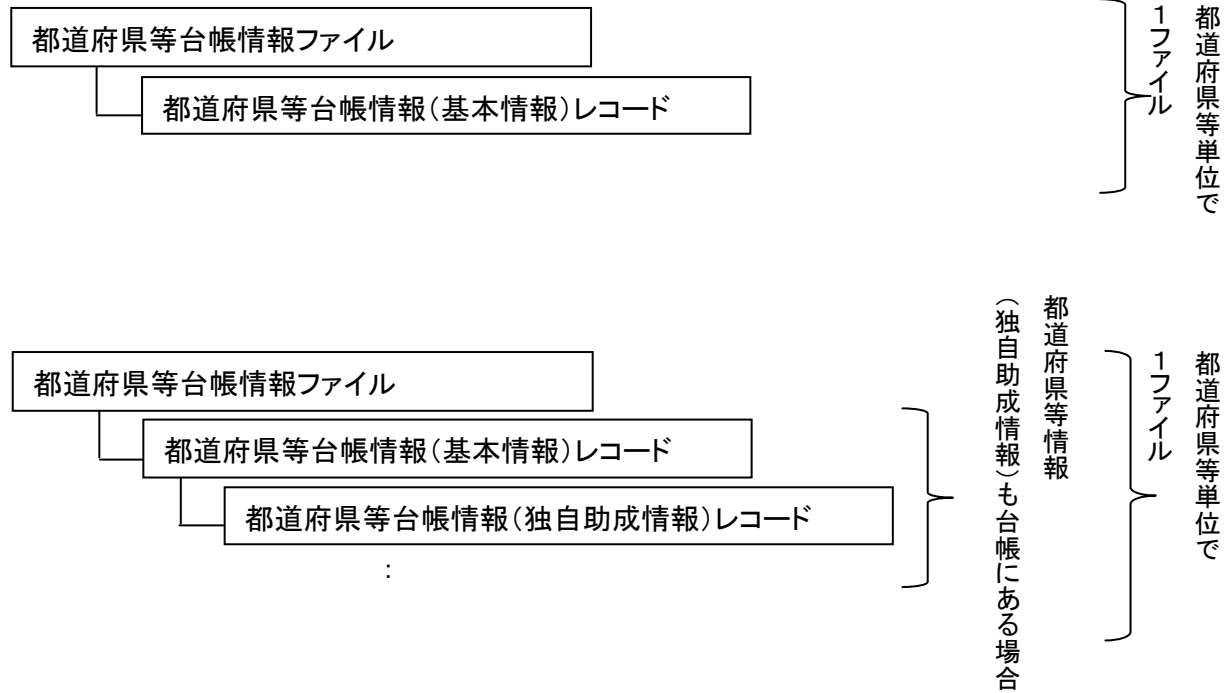 都道府県等台帳情報ファイル
都道府県等台帳情報(基本情報)レコード
都道府県等単位で
1ファイル
都道府県等台帳情報ファイル
都道府県等台帳情報(基本情報)レコード
都道府県等台帳情報(独自助成情報)レコード
:
都道府県等情報
(独自助成情報)も台帳にある場合
都道府県等単位で
1ファイル